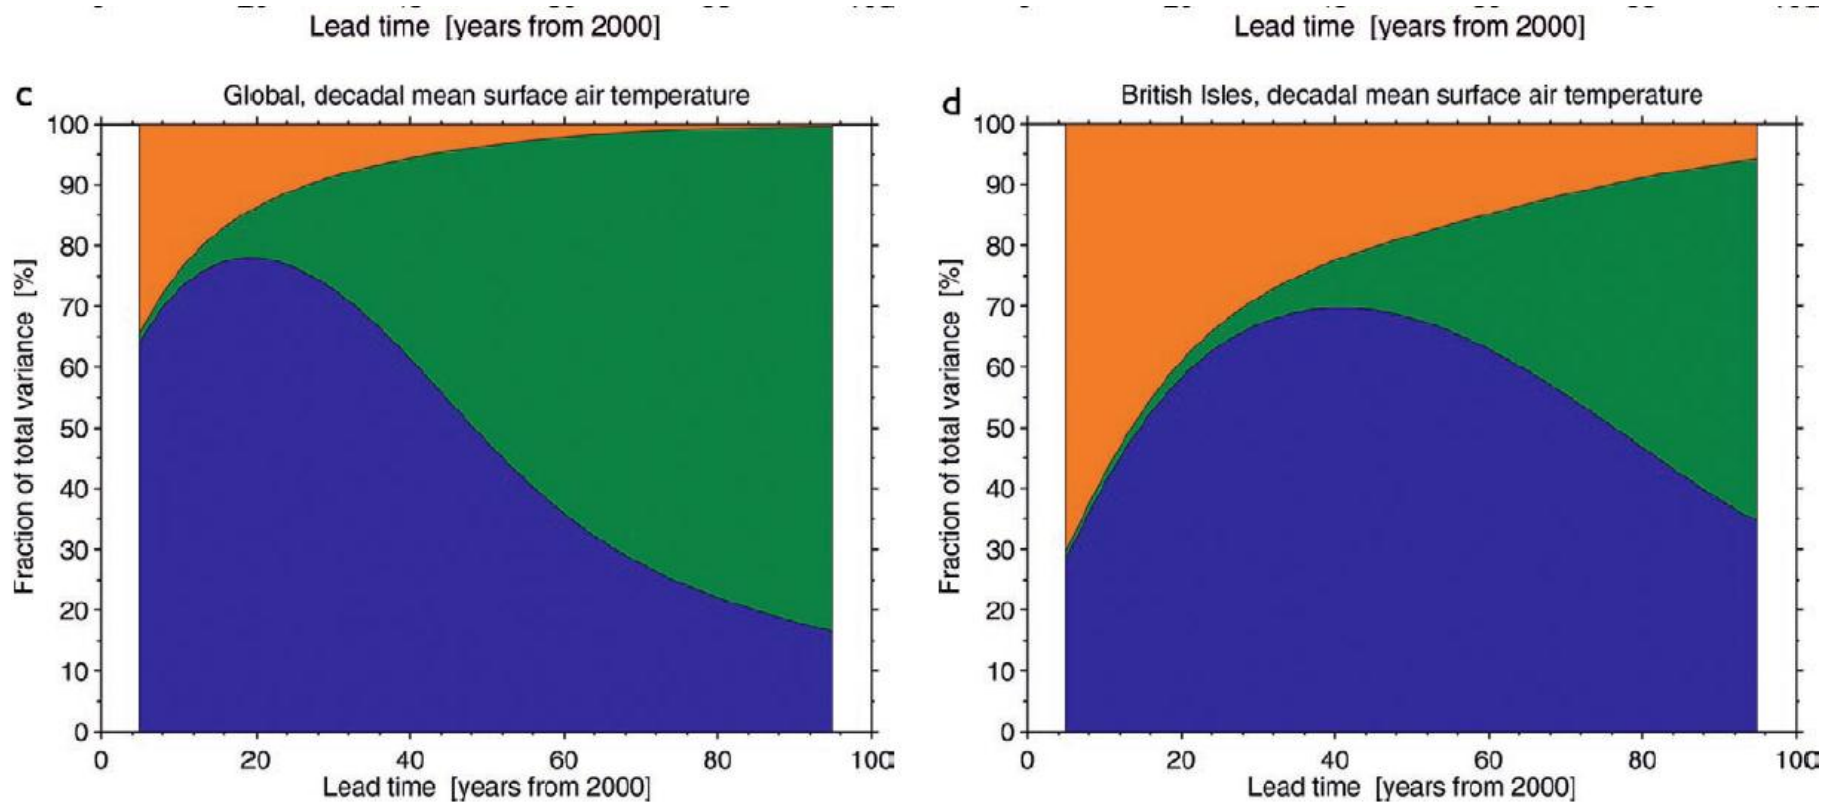 Lead time [years from 2000]
Lead time [years from 2000]
c
Global, decadal mean surface air temperature
Fraction of total variance [%]
100
90
80
70
60
50
40
30
20
10
0
0 20 40 60 80 100
Lead time [years from 2000]
d
British Isles, decadal mean surface air temperature
Fraction of total variance [%]
100
90
80
70
60
50
40
30
20
10
0
0 20 40 60 80 100
Lead time [years from 2000]